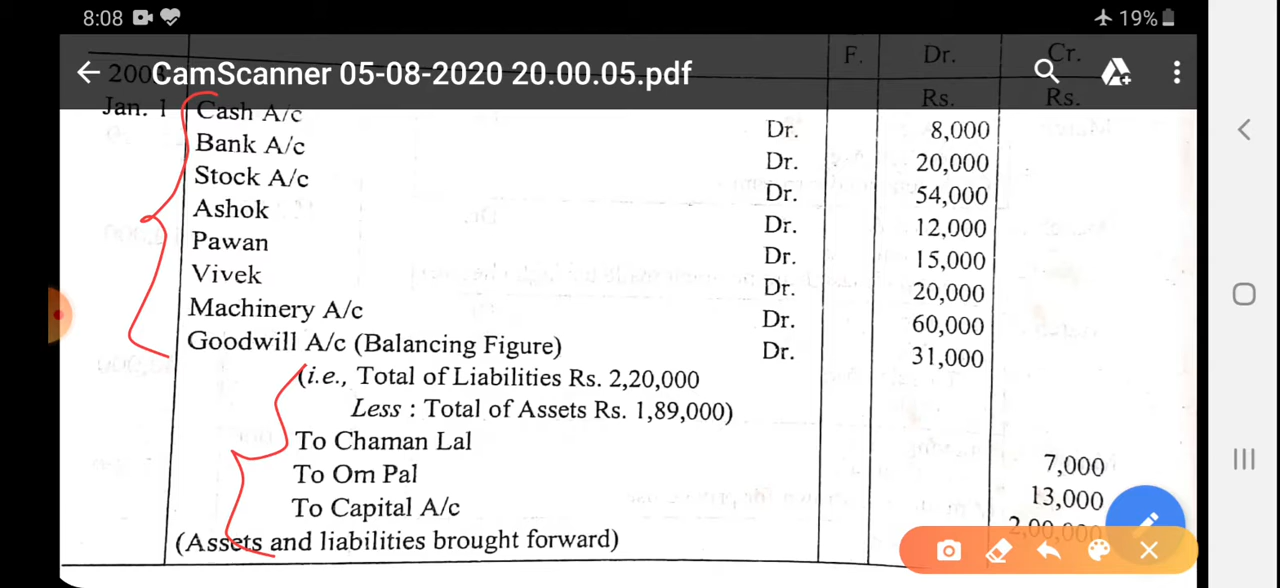 8:08 19%
CamScanner 05-08-2020 20.00.05.pdf
F. Dr. Cr.
Rs. Rs.
Jan. 1 Cash A/c Dr. 8,000
Bank A/c Dr. 20,000
Stock A/c Dr. 54,000
Ashok Dr. 12,000
Pawan Dr. 15,000
Vivek Dr. 20,000
Machinery A/c Dr. 60,000
Goodwill A/c (Balancing Figure) Dr. 31,000
(i.e., Total of Liabilities Rs. 2,20,000
Less : Total of Assets Rs. 1,89,000)
To Chaman Lal 7,000
To Om Pal 13,000
To Capital A/c 2,00,000
(Assets and liabilities brought forward)